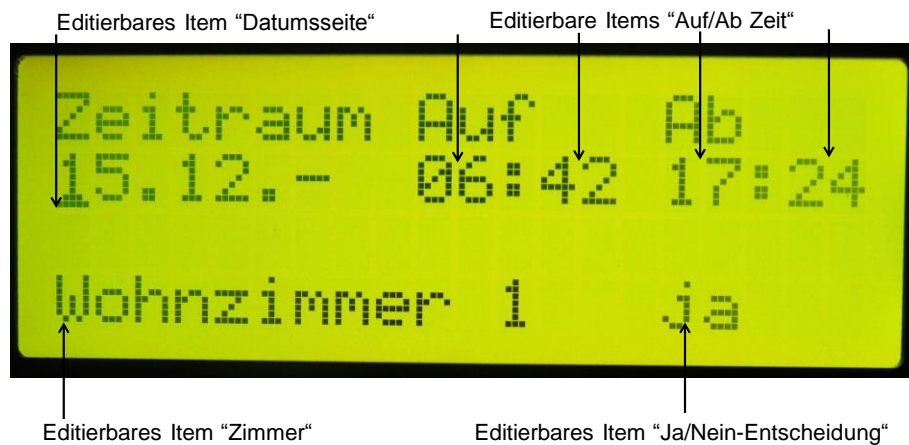 Editierbares Item “Datumsseite“ Editierbare Items “Auf/Ab Zeit“
Zeitraum Auf Ab
15.12.- 06:42 17:24
Wohnzimmer 1 ja
Editierbares Item “Zimmer“ Editierbares Item “Ja/Nein-Entscheidung“